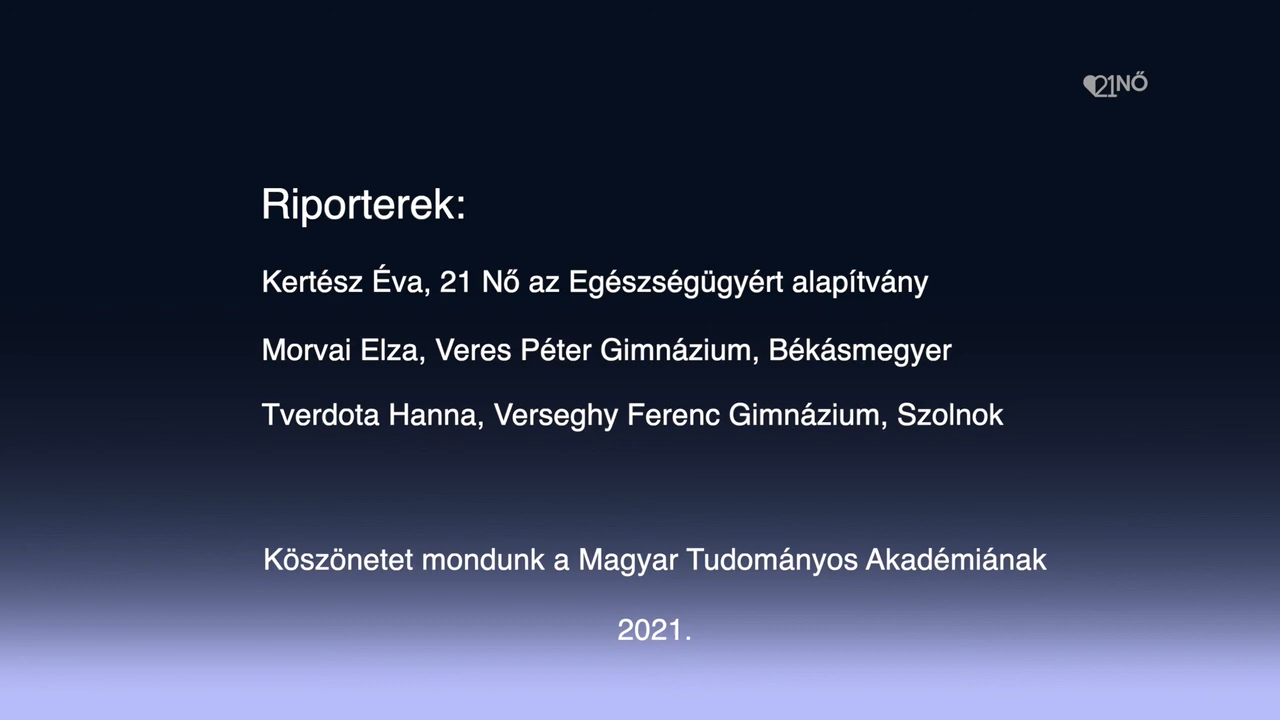 21NŐ
Riporterek:
Kertész Éva, 21 Nő az Egészségügyért alapítvány
Morvai Elza, Veres Péter Gimnázium, Békásmegyer
Tverdota Hanna, Verseghy Ferenc Gimnázium, Szolnok
Köszönetet mondunk a Magyar Tudományos Akadémiának
2021.